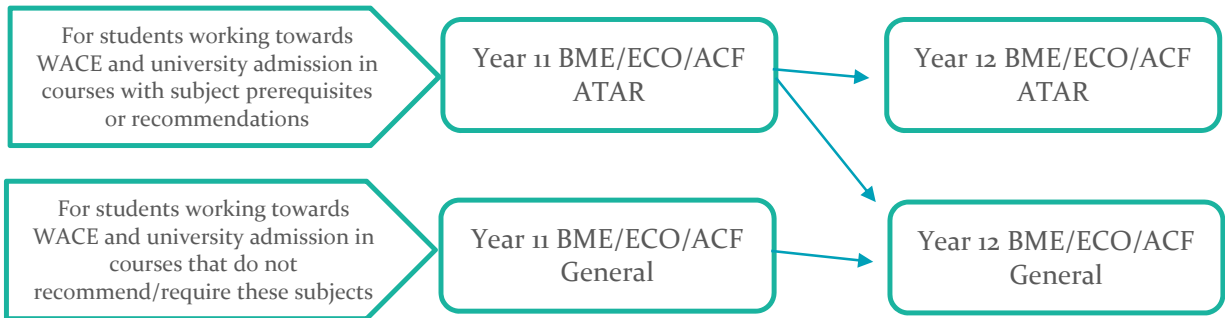 For students working towards
WACE and university admission in
courses with subject prerequisites
or recommendations
Year 11 BME/ECO/ACF
ATAR
Year 12 BME/ECO/ACF
ATAR
For students working towards
WACE and university admission in
courses that do not
recommend/require these subjects
Year 11 BME/ECO/ACF
General
Year 12 BME/ECO/ACF
General